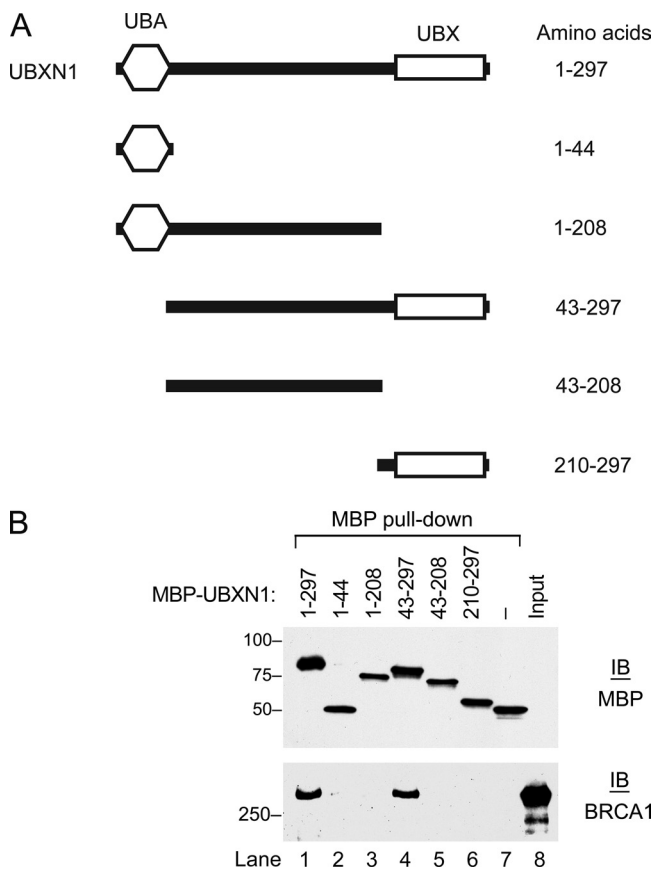 A
UBA
UBX
Amino acids
UBXN1
1-297
1-44
1-208
43-297
43-208
210-297
B
MBP pull-down
MBP-UBXN1:
1-297
1-44
1-208
43-297
43-208
210-297
–
Input
100–
75–
50–
IB
MBP
250–
IB
BRCA1
Lane 1 2 3 4 5 6 7 8